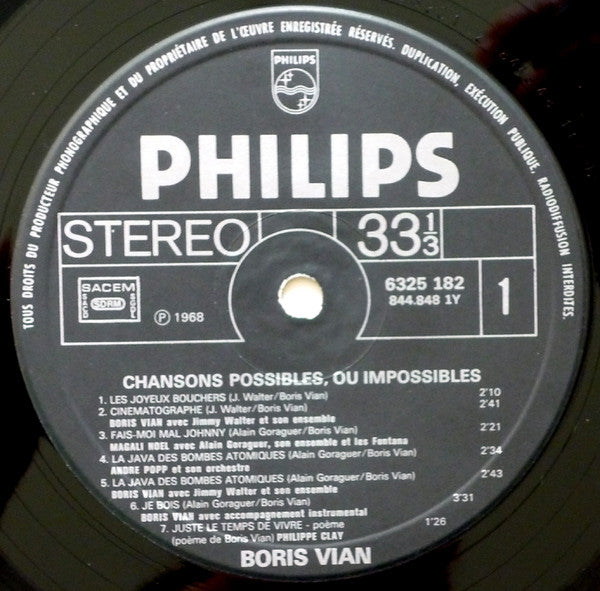 TOUS DROITS DU PRODUCTEUR PHONOGRAPHIQUE ET DU PROPRIÉTAIRE DE L'ŒUVRE ENREGISTRÉE RÉSERVÉS. DUPLICATION, EXÉCUTION PUBLIQUE, RADIODIFFUSION INTERDITES.
PHILIPS
PHILIPS
STEREO 33 1/3
SACEM
SACD SDRM SGDL
Ⓟ 1968
6325 182
844.848 1Y
1
CHANSONS POSSIBLES, OU IMPOSSIBLES
1. LES JOYEUX BOUCHERS (J. Walter/Boris Vian) 2'10
2. CINEMATOGRAPHE (J. Walter/Boris Vian) 2'41
BORIS VIAN avec Jimmy Walter et son ensemble
3. FAIS-MOI MAL JOHNNY (Alain Goraguer/Boris Vian) 2'21
MAGALI NOEL avec Alain Goraguer, son ensemble et les Fontana
4. LA JAVA DES BOMBES ATOMIQUES (Alain Goraguer/Boris Vian) 2'34
ANDRE POPP et son orchestre
5. LA JAVA DES BOMBES ATOMIQUES (Alain Goraguer/Boris Vian) 2'43
BORIS VIAN avec Jimmy Walter et son ensemble
6. JE BOIS (Alain Goraguer/Boris Vian) 3'31
BORIS VIAN avec accompagnement instrumental
7. JUSTE LE TEMPS DE VIVRE - poème 1'26
(poème de Boris Vian) PHILIPPE CLAY
BORIS VIAN